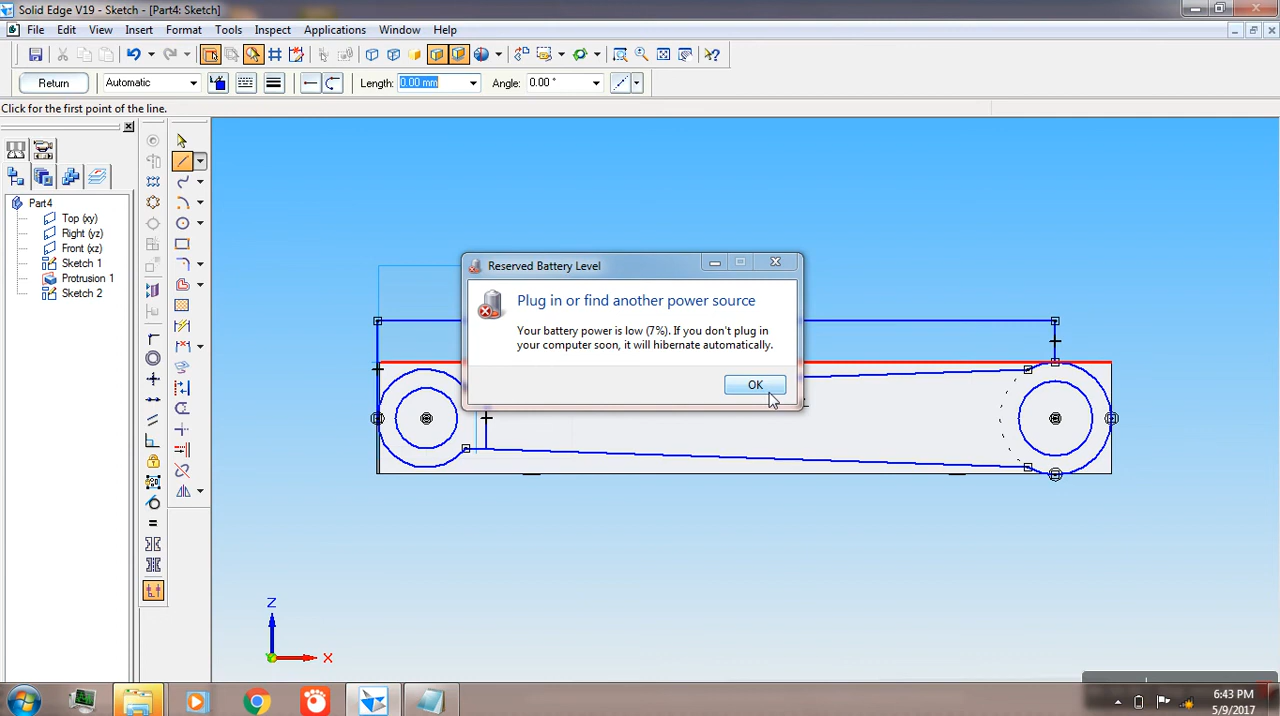 Solid Edge V19 - Sketch - [Part4: Sketch]
File Edit View Insert Format Tools Inspect Applications Window Help
Return Automatic Length: 0.00 mm Angle: 0.00 °
Click for the first point of the line.
Part4
Top (xy)
Right (yz)
Front (xz)
Sketch 1
Protrusion 1
Sketch 2
Reserved Battery Level
Plug in or find another power source
Your battery power is low (7%). If you don't plug in
your computer soon, it will hibernate automatically.
OK
Z
X
6:43 PM
5/9/2017